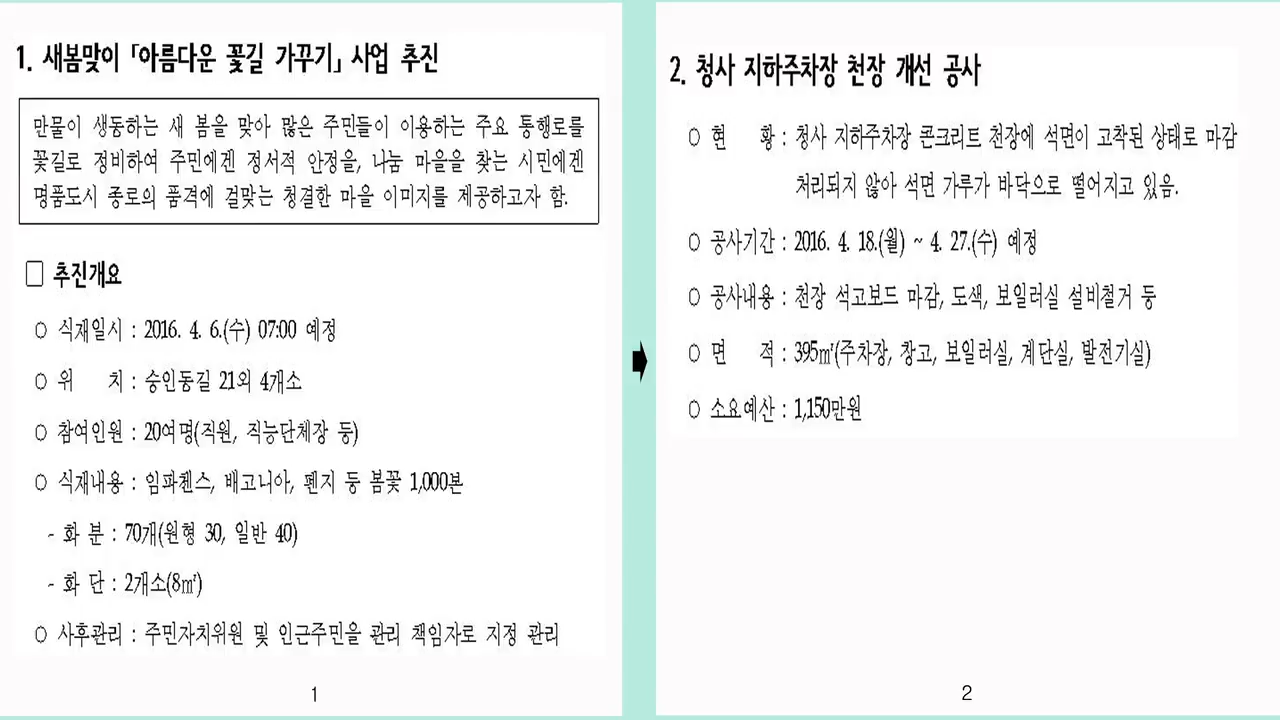 1. 새봄맞이 「아름다운 꽃길 가꾸기」 사업 추진
만물이 생동하는 새 봄을 맞아 많은 주민들이 이용하는 주요 통행로를
꽃길로 정비하여 주민에겐 정서적 안정을, 나눔 마을을 찾는 시민에겐
명품도시 종로의 품격에 걸맞는 청결한 마을 이미지를 제공하고자 함.
□ 추진개요
○ 식재일시 : 2016. 4. 6.(수) 07:00 예정
○ 위 치 : 숭인동길 21외 4개소
○ 참여인원 : 20여명(직원, 직능단체장 등)
○ 식재내용 : 임파첸스, 배고니아, 펜지 등 봄꽃 1,000본
- 화 분 : 70개(원형 30, 일반 40)
- 화 단 : 2개소(8㎡)
○ 사후관리 : 주민자치위원 및 인근주민을 관리 책임자로 지정 관리
1
2. 청사 지하주차장 천장 개선 공사
○ 현 황 : 청사 지하주차장 콘크리트 천장에 석면이 고착된 상태로 마감
처리되지 않아 석면 가루가 바닥으로 떨어지고 있음.
○ 공사기간 : 2016. 4. 18.(월) ~ 4. 27.(수) 예정
○ 공사내용 : 천장 석고보드 마감, 도색, 보일러실 설비철거 등
○ 면 적 : 395㎡(주차장, 창고, 보일러실, 계단실, 발전기실)
○ 소요예산 : 1,150만원
2